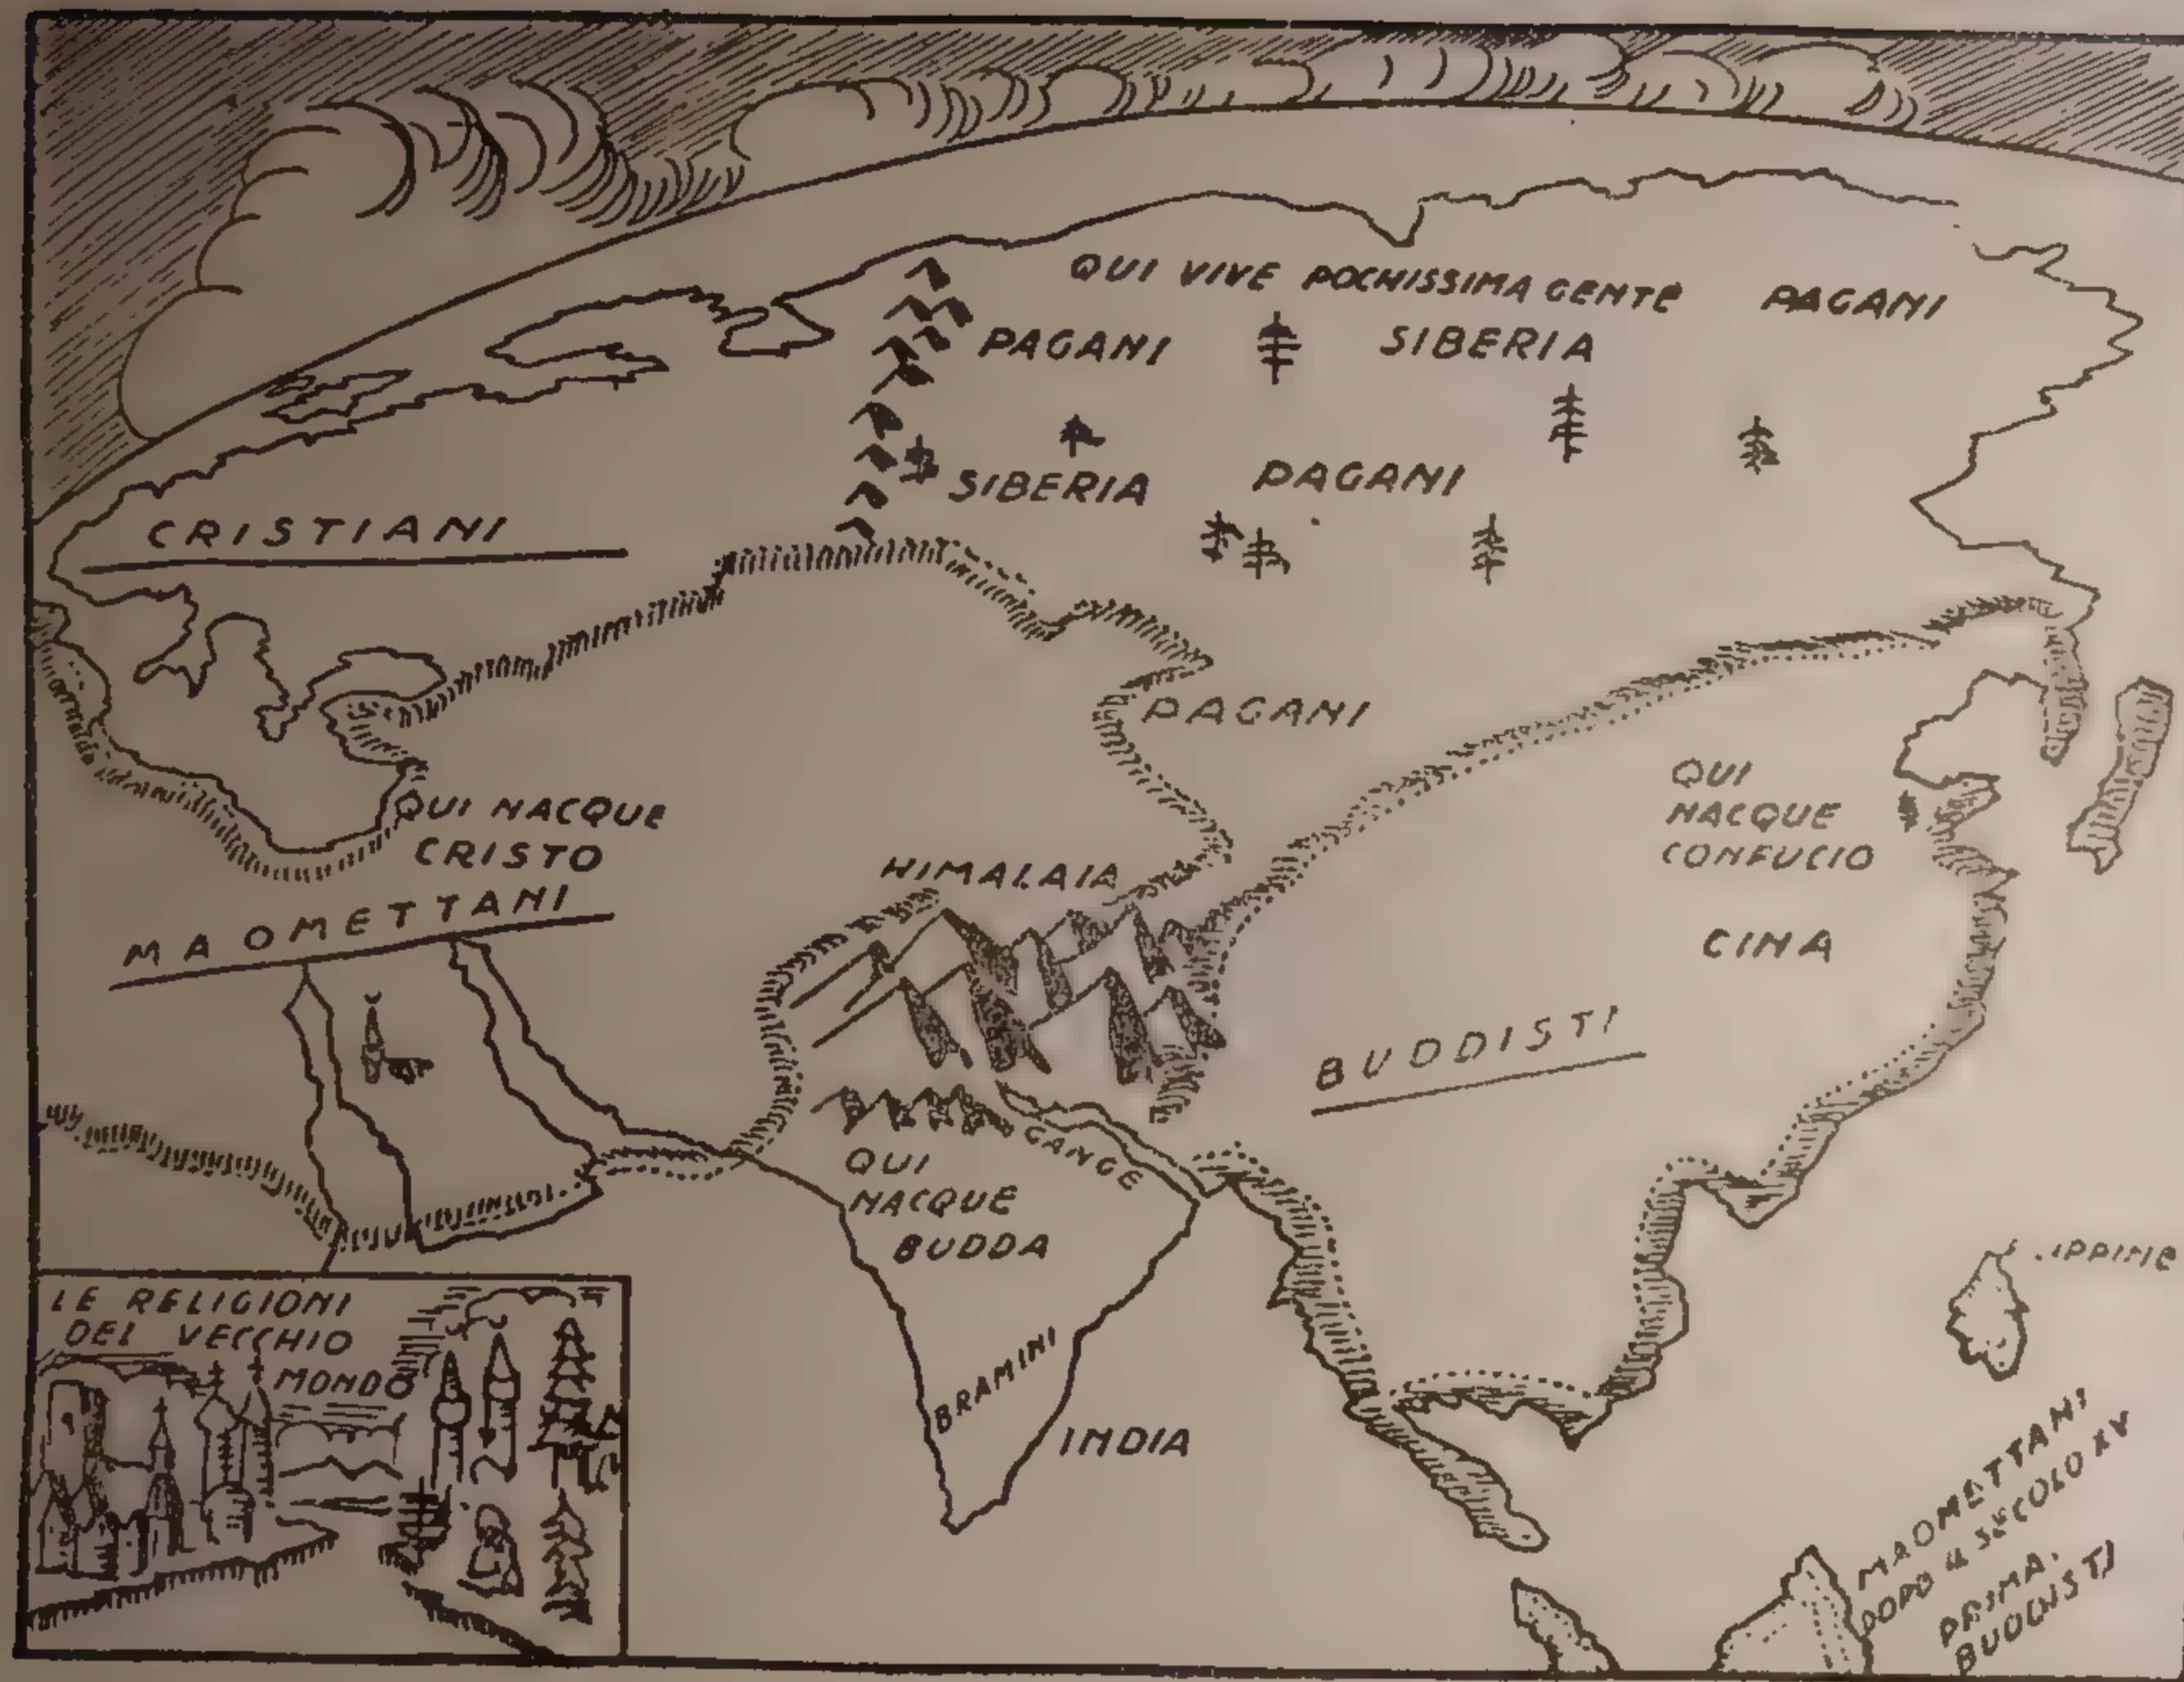 QUI VIVE POCHISSIMA GENTE
PAGANI
PAGANI
SIBERIA
SIBERIA
PAGANI
CRISTIANI
PAGANI
QUI NACQUE
CRISTO
MAOMETTANI
HIMALAIA
QUI
NACQUE
CONFUCIO
CINA
BUDDISTI
GANGE
QUI
NACQUE
BUDDA
BRAMINI
INDIA
MAOMETTANI
DOPO IL SECOLO XV
PRIMA.
BUDDISTI
LE RELIGIONI
DEL VECCHIO
MONDO